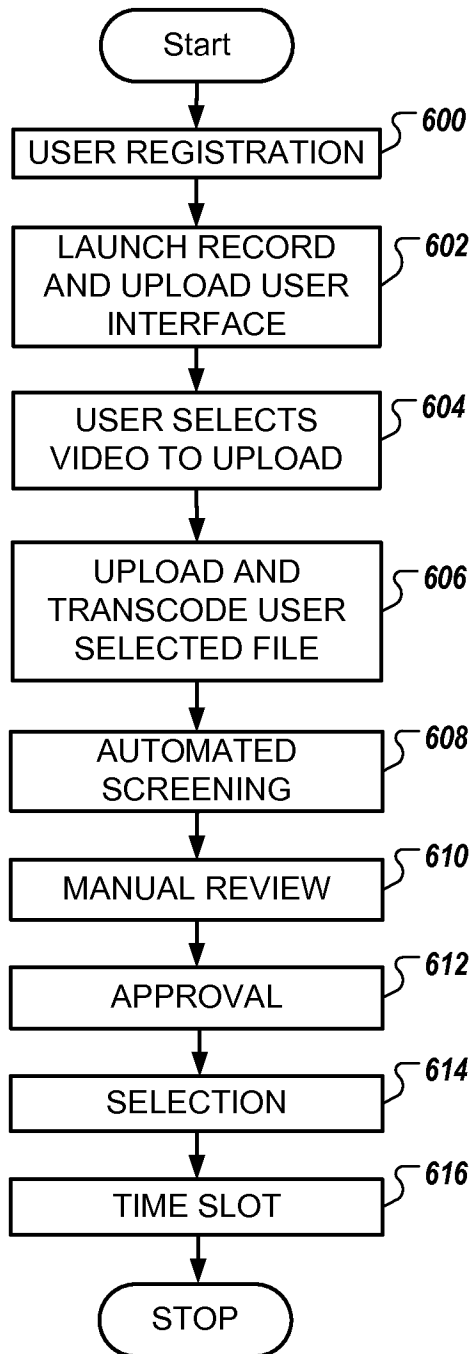 Start
600
USER REGISTRATION
602
LAUNCH RECORD
AND UPLOAD USER
INTERFACE
604
USER SELECTS
VIDEO TO UPLOAD
606
UPLOAD AND
TRANSCODE USER
SELECTED FILE
608
AUTOMATED
SCREENING
610
MANUAL REVIEW
612
APPROVAL
614
SELECTION
616
TIME SLOT
STOP